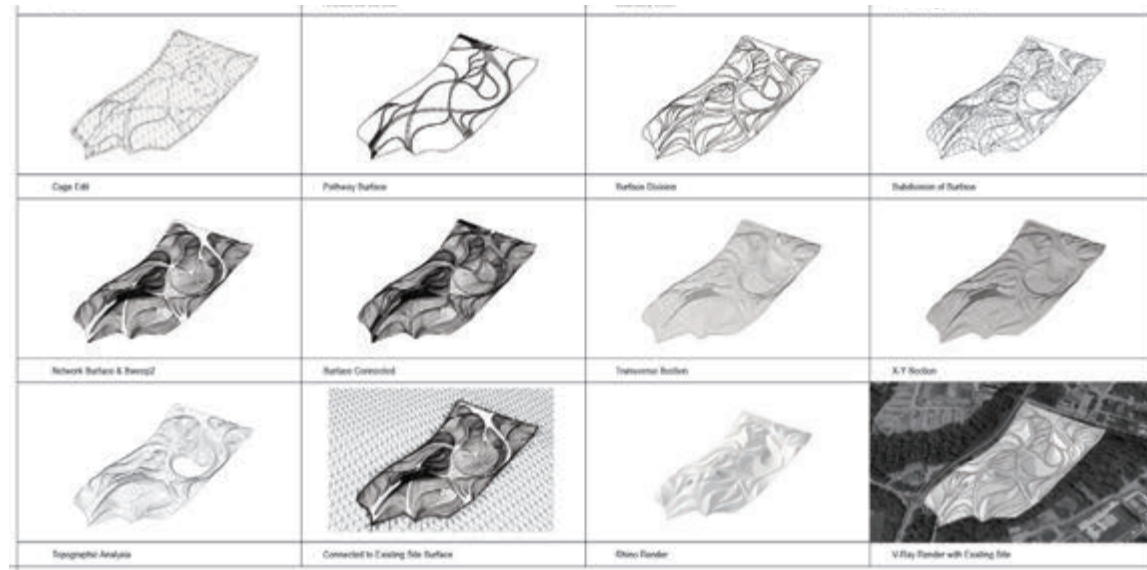 Cage Edit
Pathway Surface
Surface Division
Subdivision of Surface
Network Surface & Sweep2
Surface Connected
Transverse Section
X-Y Section
Topographic Analysis
Connected to Existing Site Surface
Rhino Render
V-Ray Render with Existing Site